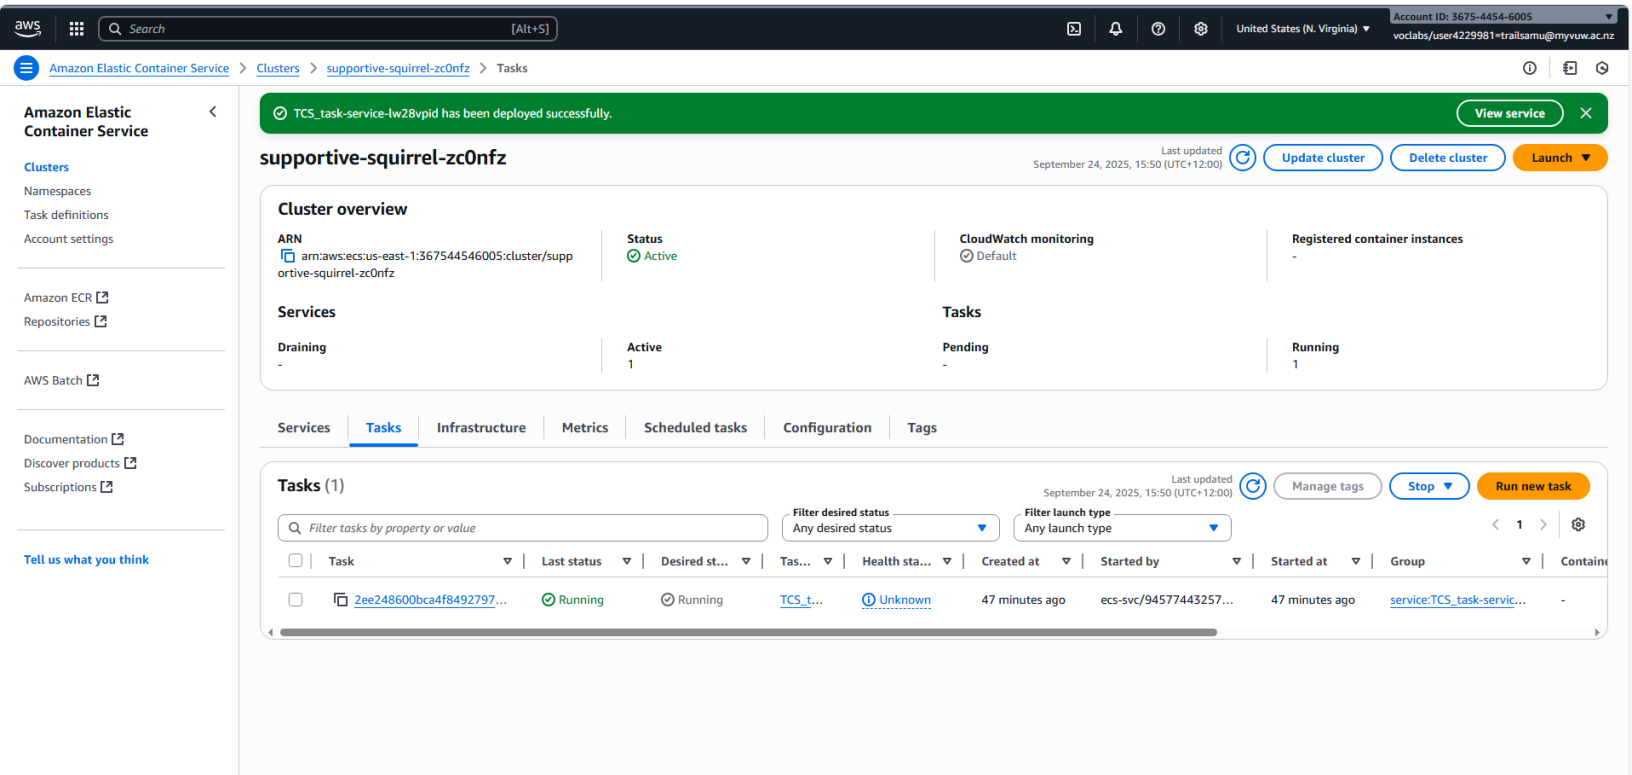 aws
Search [Alt+S]
United States (N. Virginia)
Account ID: 3675-4454-6005
voclabs/user4229981=trailsamu@myvuw.ac.nz
Amazon Elastic Container Service > Clusters > supportive-squirrel-zc0nfz > Tasks
Amazon Elastic
Container Service
Clusters
Namespaces
Task definitions
Account settings
Amazon ECR
Repositories
AWS Batch
Documentation
Discover products
Subscriptions
Tell us what you think
TCS_task-service-lw28vpid has been deployed successfully.
View service
supportive-squirrel-zc0nfz
Last updated
September 24, 2025, 15:50 (UTC+12:00)
Update cluster
Delete cluster
Launch
Cluster overview
ARN
arn:aws:ecs:us-east-1:367544546005:cluster/supp
ortive-squirrel-zc0nfz
Status
Active
CloudWatch monitoring
Default
Registered container instances
-
Services
Tasks
Draining
-
Active
1
Pending
-
Running
1
Services Tasks Infrastructure Metrics Scheduled tasks Configuration Tags
Tasks (1)
Last updated
September 24, 2025, 15:50 (UTC+12:00)
Manage tags
Stop
Run new task
Filter tasks by property or value
Filter desired status
Any desired status
Filter launch type
Any launch type
1
Task Last status Desired st... Tas... Health sta... Created at Started by Started at Group Containe
2ee248600bca4f8492797... Running Running TCS_t... Unknown 47 minutes ago ecs-svc/94577443257... 47 minutes ago service:TCS_task-servic... -